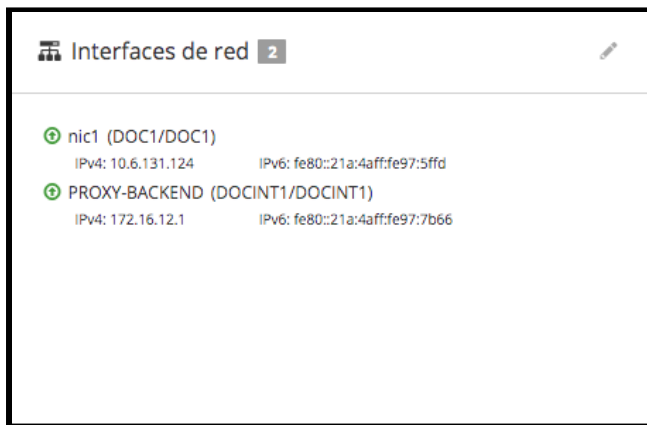 Interfaces de red 2
nic1 (DOC1/DOC1)
IPv4: 10.6.131.124 IPv6: fe80::21a:4aff:fe97:5ffd
PROXY-BACKEND (DOCINT1/DOCINT1)
IPv4: 172.16.12.1 IPv6: fe80::21a:4aff:fe97:7b66